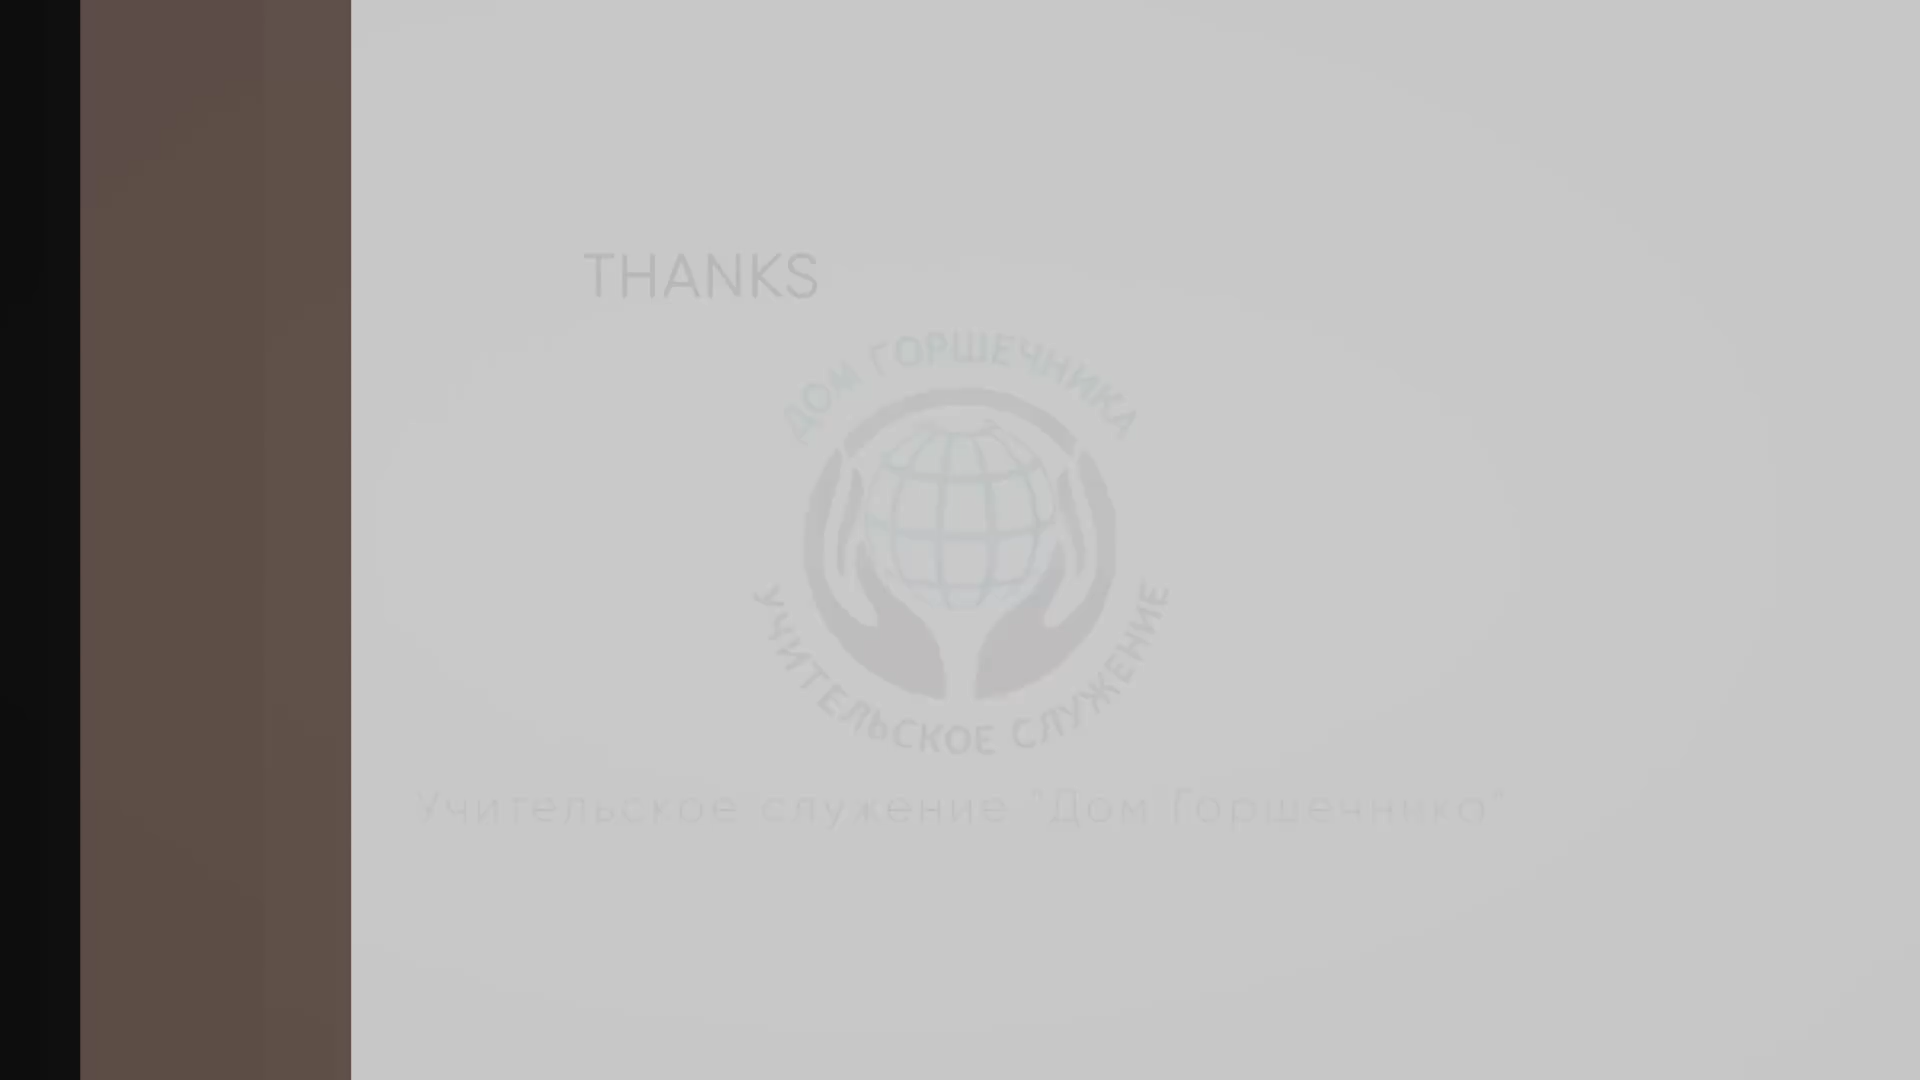 THANKS
ДОМ ГОРШЕЧНИКА
УЧИТЕЛЬСКОЕ СЛУЖЕНИЕ
Учительское служение "Дом Горшечника"